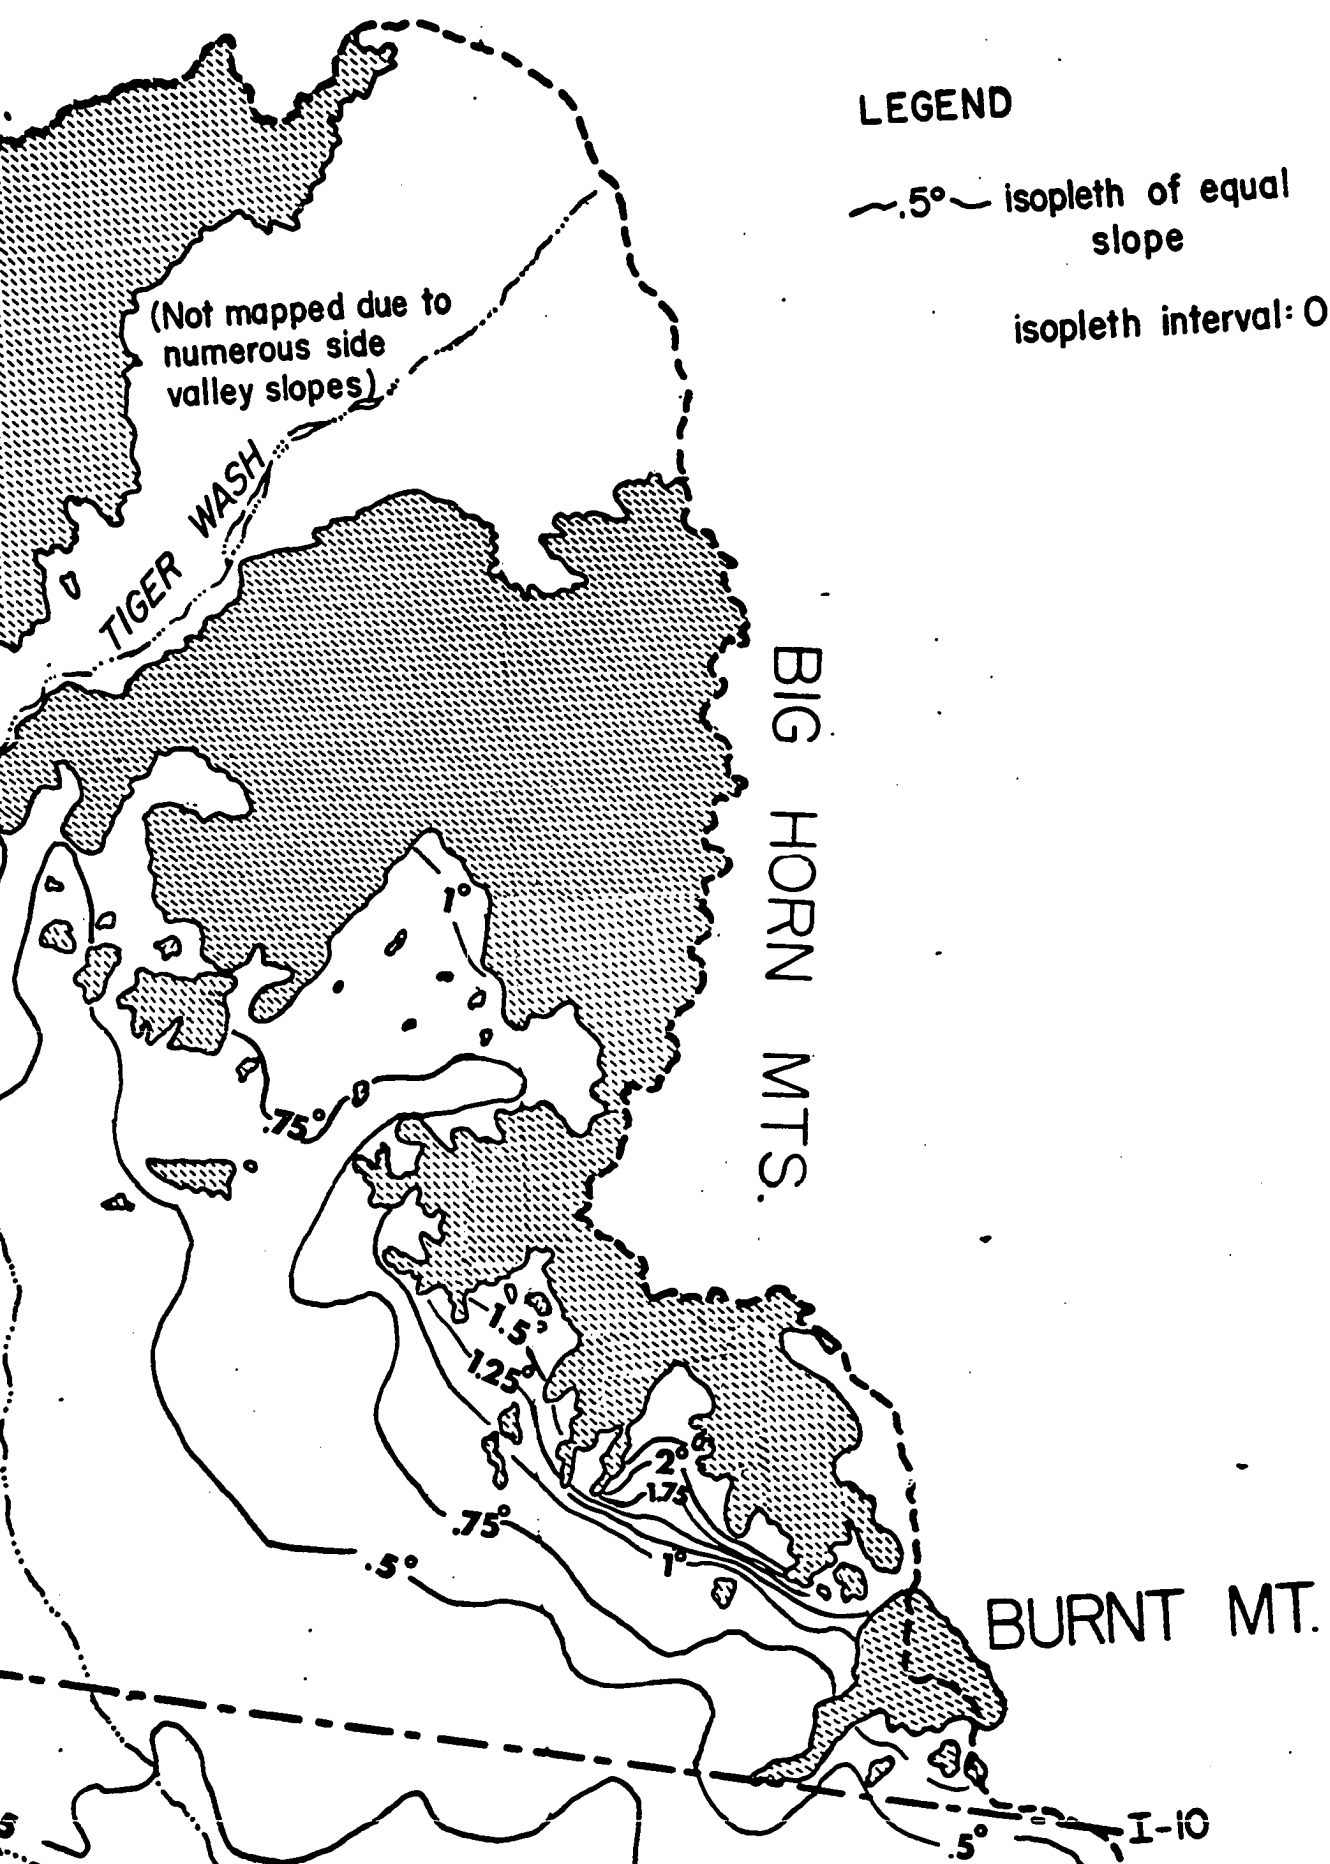 LEGEND
.5° isopleth of equal
slope
isopleth interval: 0
(Not mapped due to
numerous side
valley slopes)
TIGER WASH
BIG HORN MTS.
1°
.75°
1.5°
1.25°
2°
1.75
.75°
1°
.5°
BURNT MT.
I-10
.5°
5